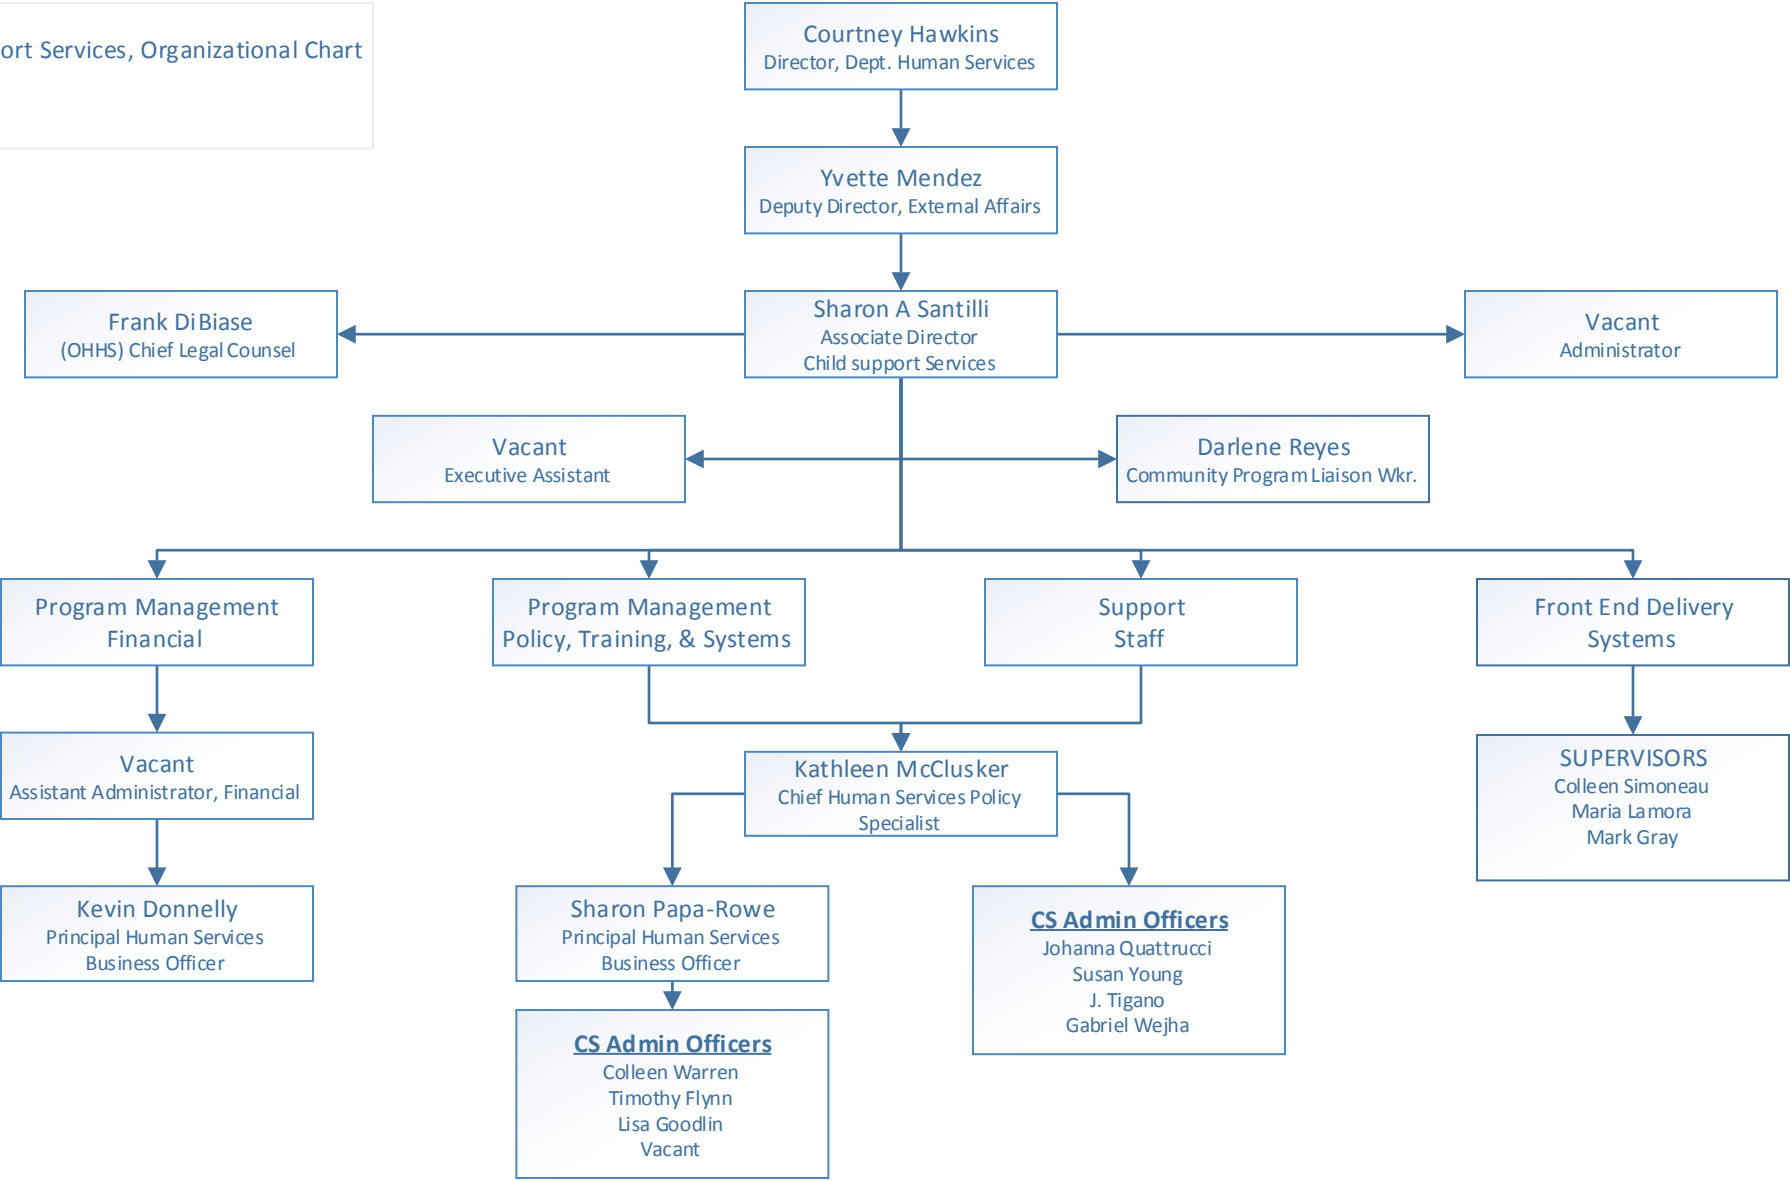 ort Services, Organizational Chart
Courtney Hawkins
Director, Dept. Human Services
Yvette Mendez
Deputy Director, External Affairs
Frank DiBiase
(OHHS) Chief Legal Counsel
Sharon A Santilli
Associate Director
Child support Services
Vacant
Administrator
Vacant
Executive Assistant
Darlene Reyes
Community Program Liaison Wkr.
Program Management
Financial
Program Management
Policy, Training, & Systems
Support
Staff
Front End Delivery
Systems
Vacant
Assistant Administrator, Financial
Kathleen McClusker
Chief Human Services Policy
Specialist
SUPERVISORS
Colleen Simoneau
Maria Lamora
Mark Gray
Kevin Donnelly
Principal Human Services
Business Officer
Sharon Papa-Rowe
Principal Human Services
Business Officer
CS Admin Officers
Johanna Quattrucci
Susan Young
J. Tigano
Gabriel Wejha
CS Admin Officers
Colleen Warren
Timothy Flynn
Lisa Goodlin
Vacant